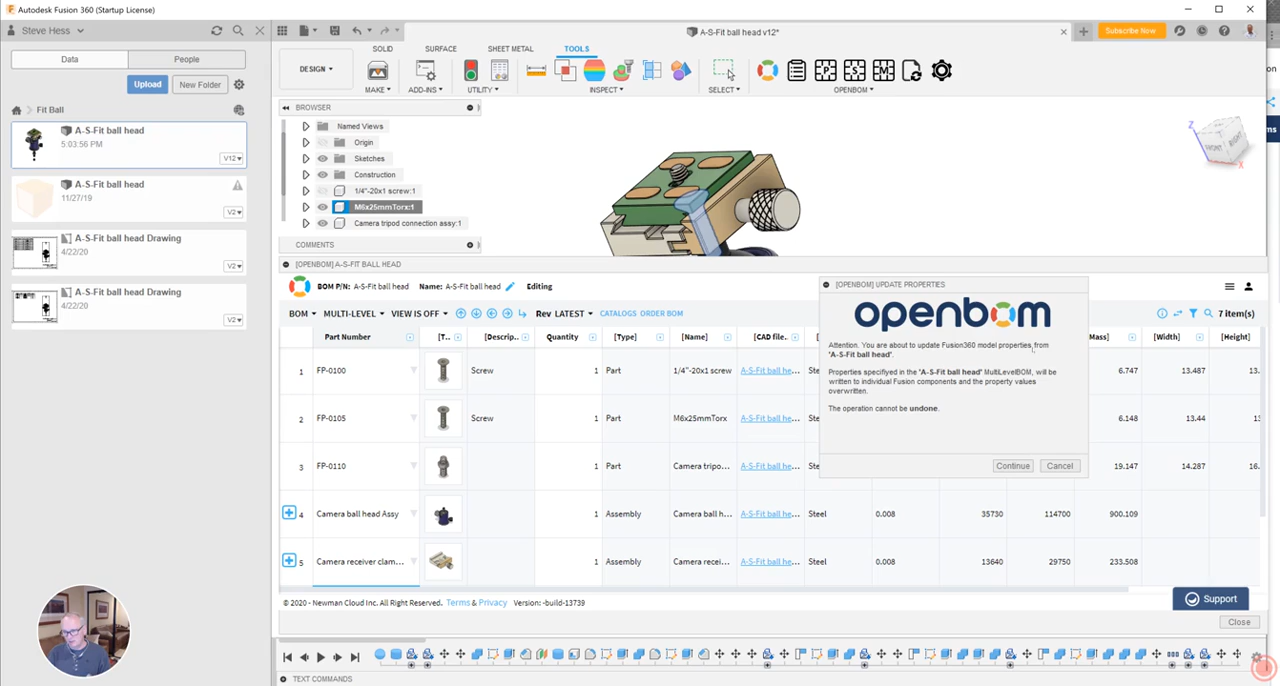 Autodesk Fusion 360 (Startup License)
Steve Hess
A-S-Fit ball head v12*
Subscribe Now
Data
People
Upload
New Folder
Fit Ball
A-S-Fit ball head
5:03:56 PM
V12▾
A-S-Fit ball head
11/27/19
V2▾
A-S-Fit ball head Drawing
4/22/20
V2▾
A-S-Fit ball head Drawing
4/22/20
V2▾
SOLID
SURFACE
SHEET METAL
TOOLS
DESIGN ▾
MAKE ▾
ADD-INS ▾
UTILITY ▾
INSPECT ▾
SELECT ▾
OPENBOM ▾
BROWSER
Named Views
Origin
Sketches
Construction
1/4"-20x1 screw:1
M6x25mmTorx:1
Camera tripod connection assy:1
COMMENTS
FRONT
RIGHT
Z
X
[OPENBOM] A-S-FIT BALL HEAD
BOM P/N: A-S-Fit ball head Name: A-S-Fit ball head Editing
BOM ▾ MULTI-LEVEL ▾ VIEW IS OFF ▾ Rev LATEST ▾ CATALOGS ORDER BOM
7 item(s)
Part Number [T... [Descrip... Quantity [Type] [Name] [CAD file... Mass] [Width] [Height]
1 FP-0100 Screw 1 Part 1/4"-20x1 screw A-S-Fit ball he... Ste 6.747 13.487 13.
2 FP-0105 Screw 1 Part M6x25mmTorx A-S-Fit ball he... Ste 6.148 13.44 13
3 FP-0110 1 Part Camera tripo... A-S-Fit ball he... Ste 19.147 14.287 16.
4 Camera ball head Assy 1 Assembly Camera ball h... A-S-Fit ball he... Steel 0.008 35730 114700 900.109
5 Camera receiver clam... 1 Assembly Camera recei... A-S-Fit ball he... Steel 0.008 13640 29750 233.508
[OPENBOM] UPDATE PROPERTIES
openbom
Attention. You are about to update Fusion360 model properties from
'A-S-Fit ball head'.
Properties specifyied in the 'A-S-Fit ball head' MultiLevelBOM, will be
written to individual Fusion components and the property values
overwritten.
The operation cannot be undone.
Continue
Cancel
© 2020 - Newman Cloud Inc. All Right Reserved. Terms & Privacy Version: -build-13739
Support
Close
TEXT COMMANDS